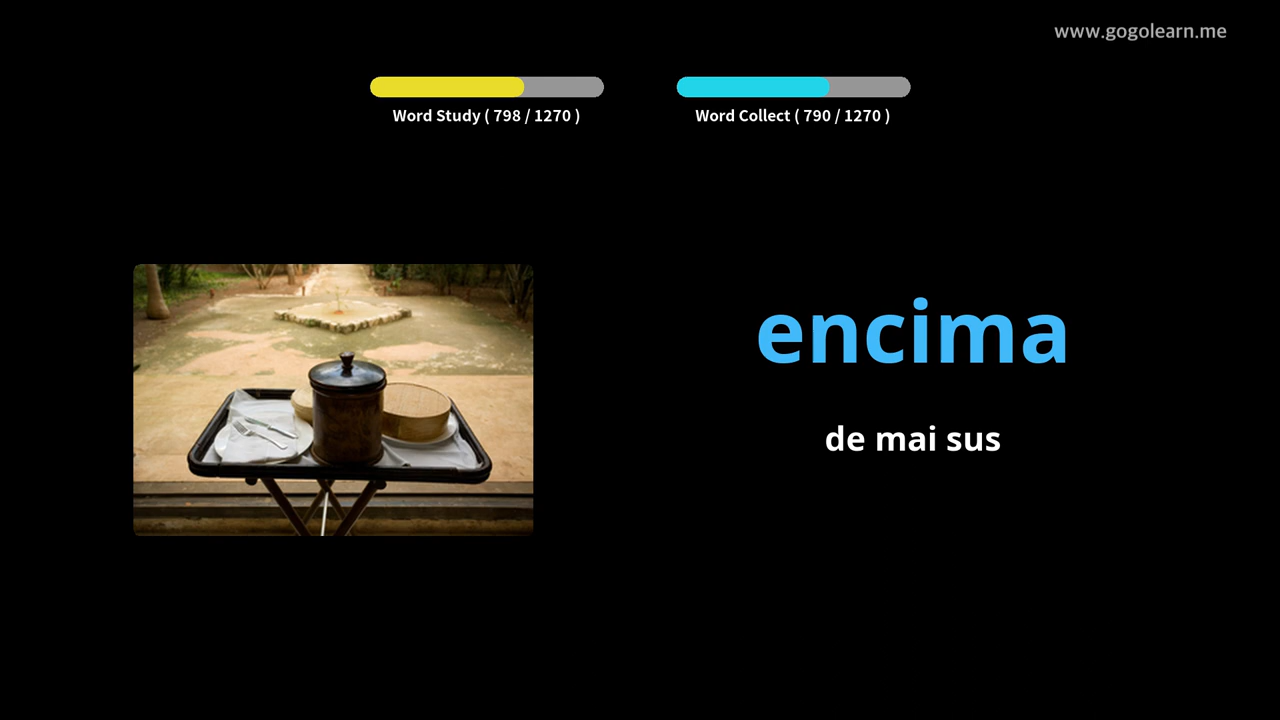 www.gogolearn.me
Word Study ( 798 / 1270 )
Word Collect ( 790 / 1270 )
encima
de mai sus